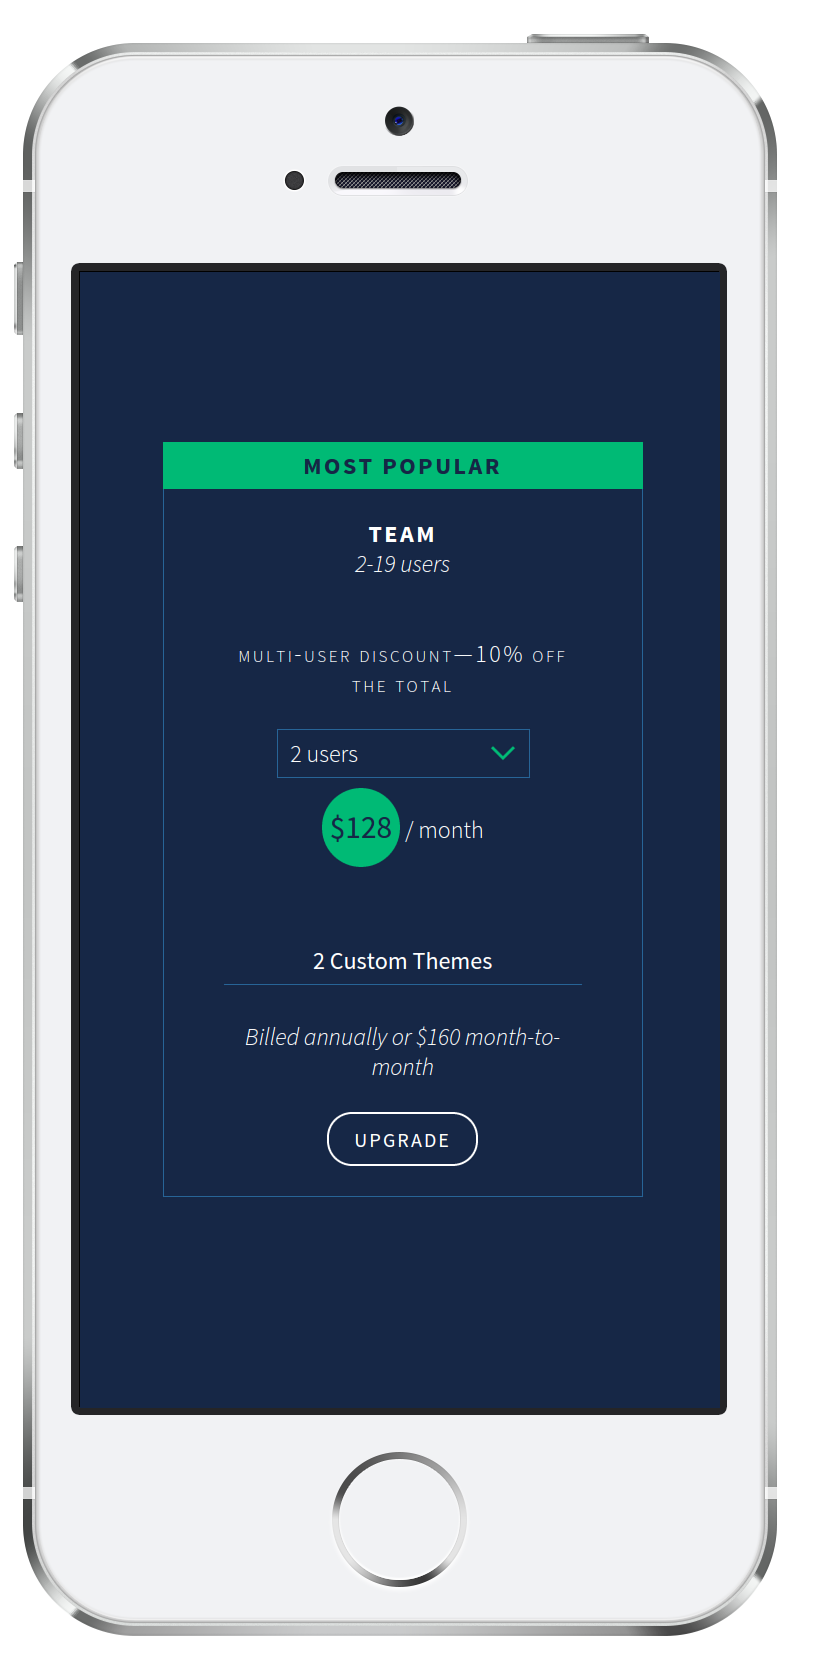 MOST POPULAR
TEAM
2-19 users
MULTI-USER DISCOUNT—10% OFF
THE TOTAL
2 users
$128 / month
2 Custom Themes
Billed annually or $160 month-to-
month
UPGRADE